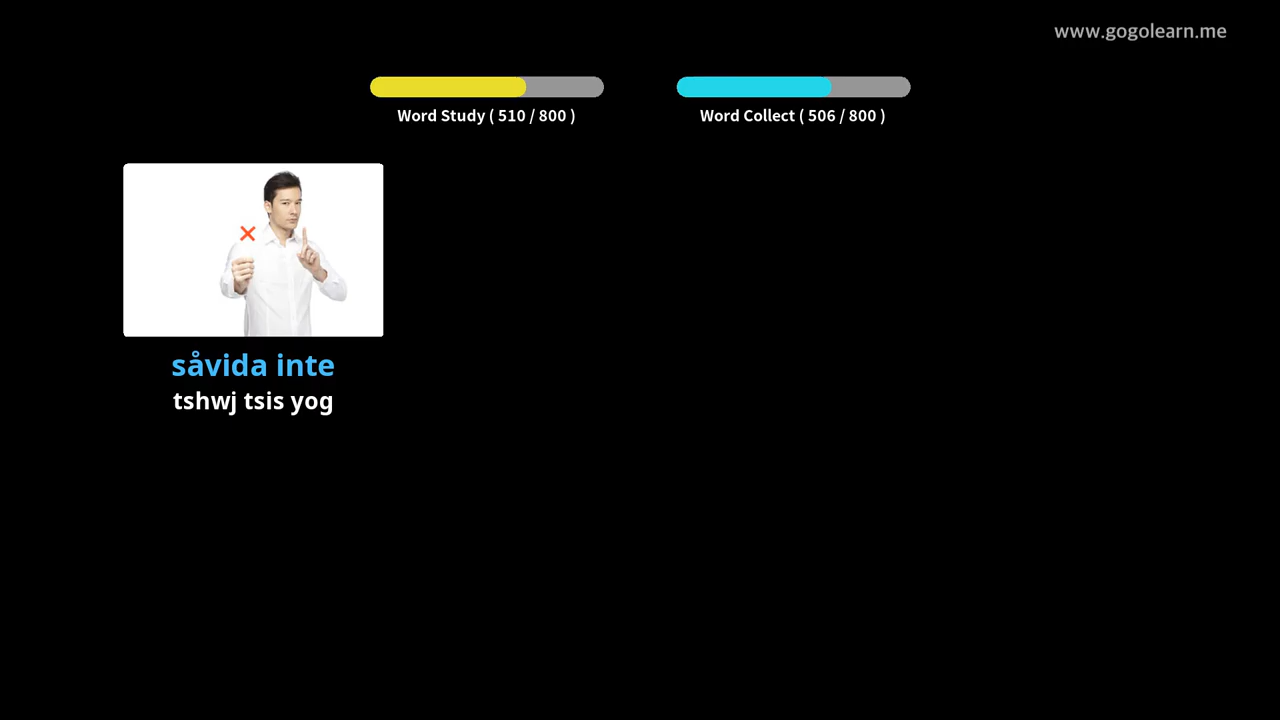 www.gogolearn.me
Word Study ( 510 / 800 )
Word Collect ( 506 / 800 )
såvida inte
tshwj tsis yog